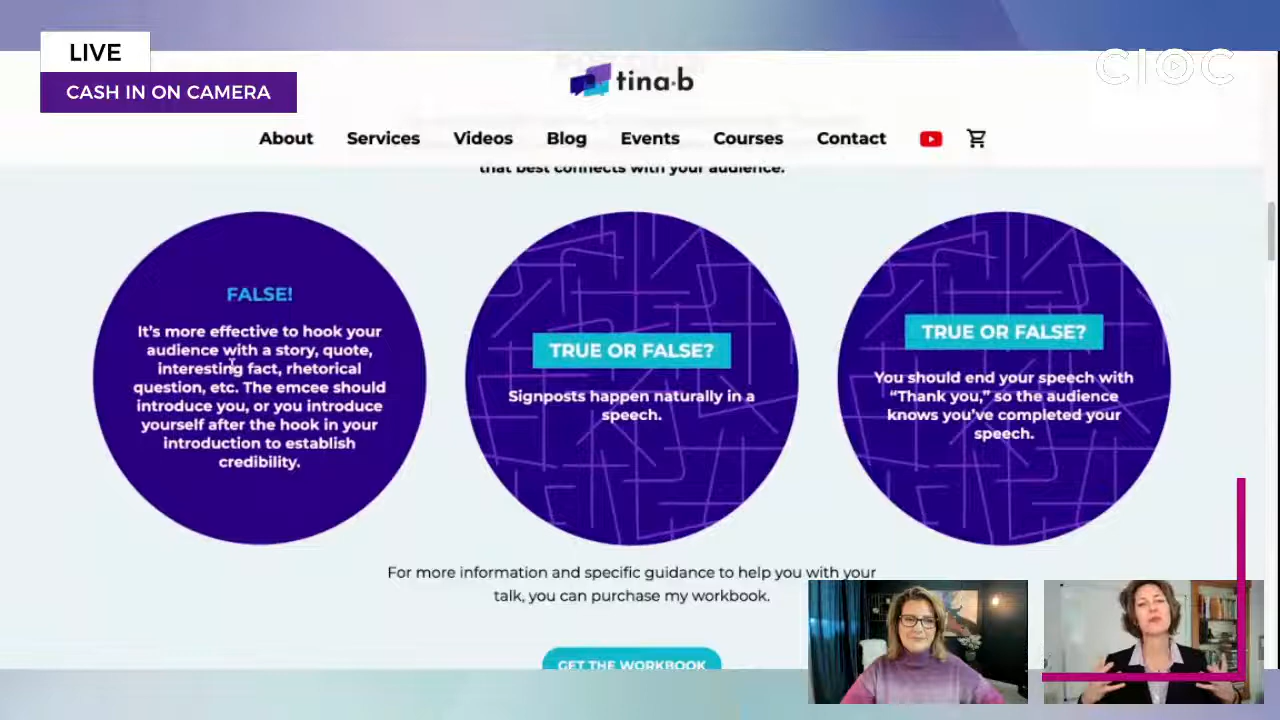 LIVE
CASH IN ON CAMERA
CIOC
tina·b
About Services Videos Blog Events Courses Contact
that best connects with your audience.
FALSE!
It's more effective to hook your
audience with a story, quote,
interesting fact, rhetorical
question, etc. The emcee should
introduce you, or you introduce
yourself after the hook in your
introduction to establish
credibility.
TRUE OR FALSE?
Signposts happen naturally in a
speech.
TRUE OR FALSE?
You should end your speech with
“Thank you,” so the audience
knows you've completed your
speech.
For more information and specific guidance to help you with your
talk, you can purchase my workbook.
GET THE WORKBOOK